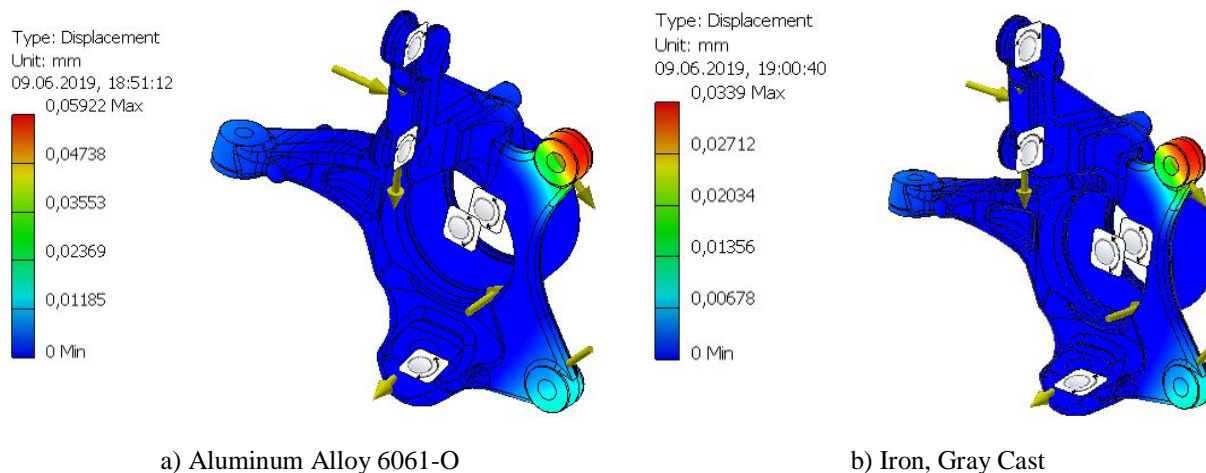 Type: Displacement
Unit: mm
09.06.2019, 18:51:12
0,05922 Max
0,04738
0,03553
0,02369
0,01185
0 Min
Type: Displacement
Unit: mm
09.06.2019, 19:00:40
0,0339 Max
0,02712
0,02034
0,01356
0,00678
0 Min
a) Aluminum Alloy 6061-O
b) Iron, Gray Cast